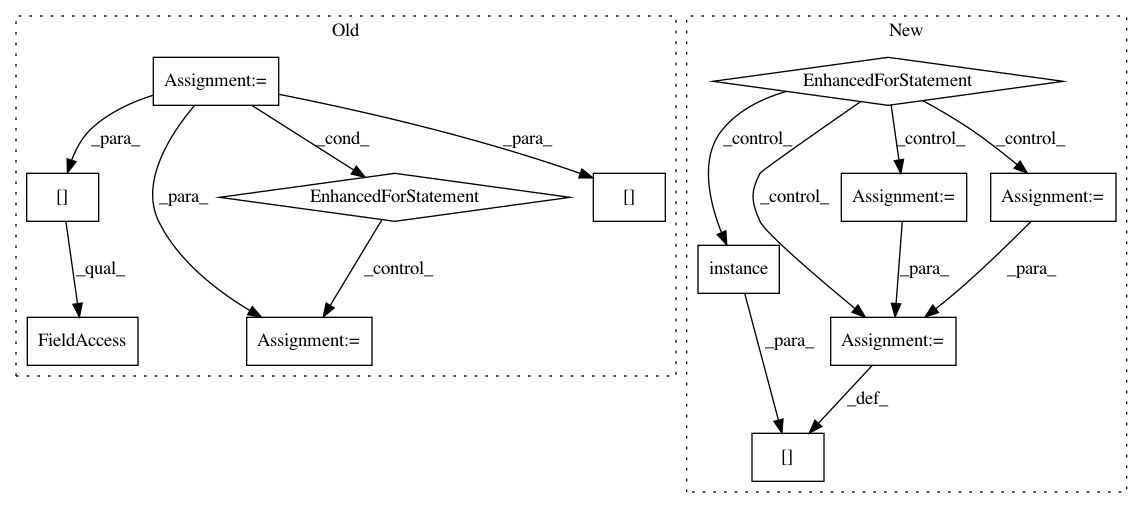 Old
New
Assignment:=
EnhancedForStatement
_para_
_cond_
_para_
_control_
_control_
_control_
[]
_para_
EnhancedForStatement
[]
_control_
Assignment:=
Assignment:=
_qual_
_control_
instance
_para_
_para_
FieldAccess
Assignment:=
_para_
Assignment:=
_def_
[]